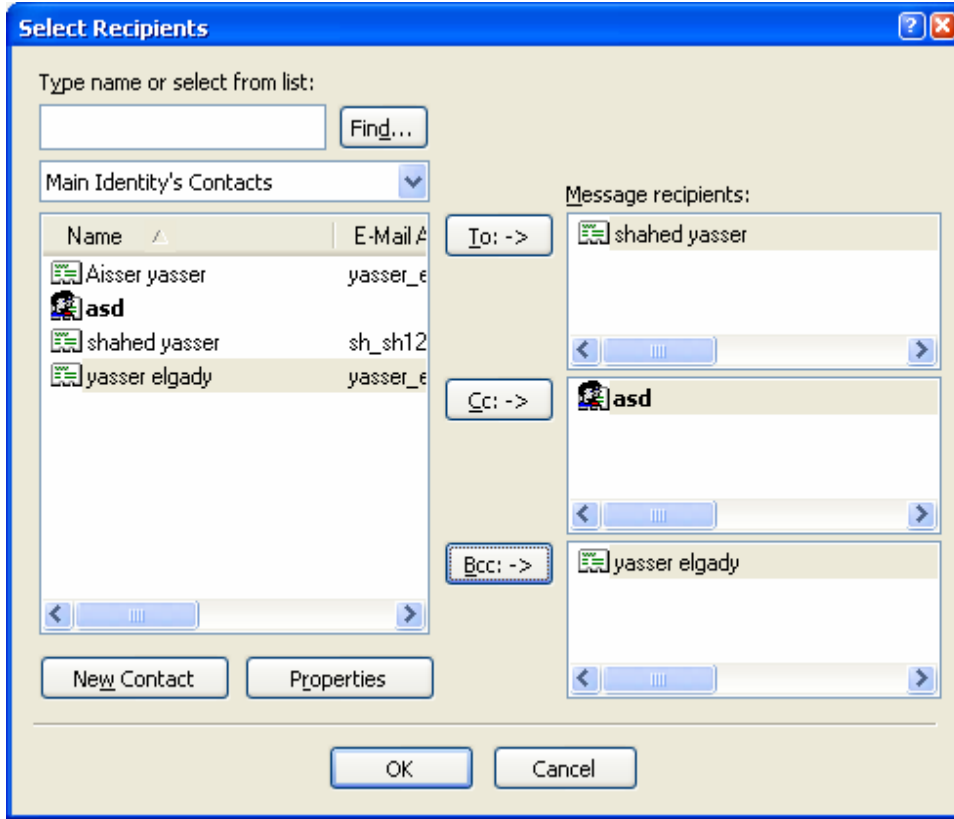 Select Recipients
Type name or select from list:
Find...
Main Identity's Contacts
Name E-Mail A
Aisser yasser yasser_e
asd
shahed yasser sh_sh12
yasser elgady yasser_e
New Contact Properties
Message recipients:
To: -> shahed yasser
Cc: -> asd
Bcc: -> yasser elgady
OK Cancel